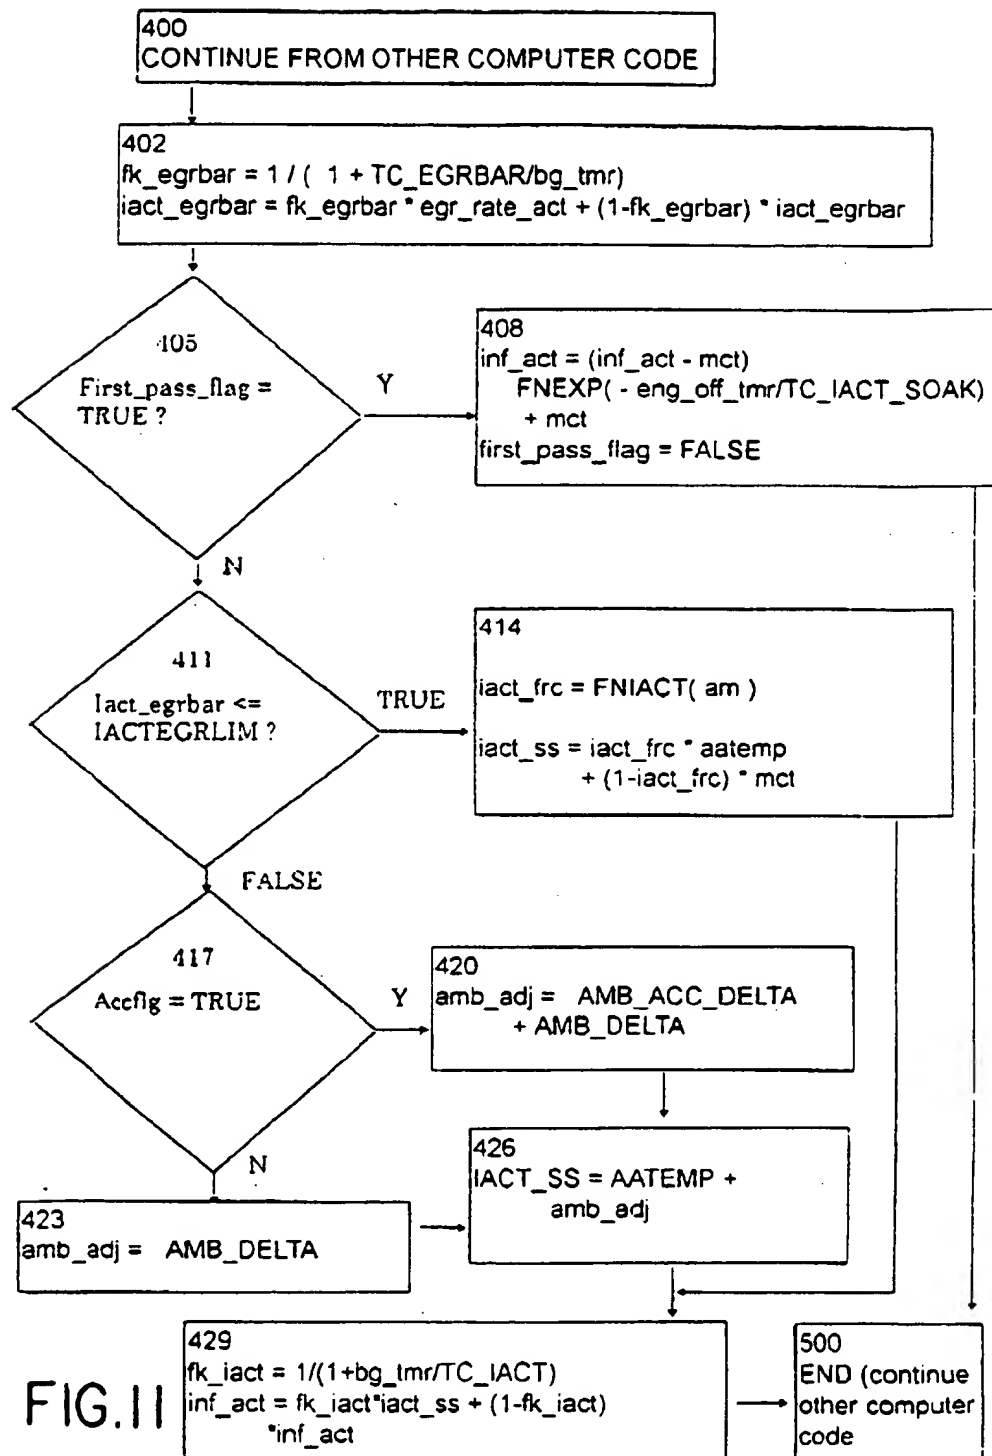 400
CONTINUE FROM OTHER COMPUTER CODE
402
fk_egrbar = 1 / ( 1 + TC_EGRBAR/bg_tmr)
iact_egrbar = fk_egrbar * egr_rate_act + (1-fk_egrbar) * iact_egrbar
405
First_pass_flag =
TRUE ?
Y
408
inf_act = (inf_act - mct)
FNEXP( - eng_off_tmr/TC_IACT_SOAK)
+ mct
first_pass_flag = FALSE
N
411
Iact_egrbar <=
IACTEGRLIM ?
TRUE
414
iact_frc = FNIACT( am )
iact_ss = iact_frc * aatemp
+ (1-iact_frc) * mct
FALSE
417
Accflg = TRUE
Y
420
amb_adj = AMB_ACC_DELTA
+ AMB_DELTA
N
426
IACT_SS = AATEMP +
amb_adj
423
amb_adj = AMB_DELTA
429
fk_iact = 1/(1+bg_tmr/TC_IACT)
inf_act = fk_iact*iact_ss + (1-fk_iact)
*inf_act
500
END (continue
other computer
code
FIG.11